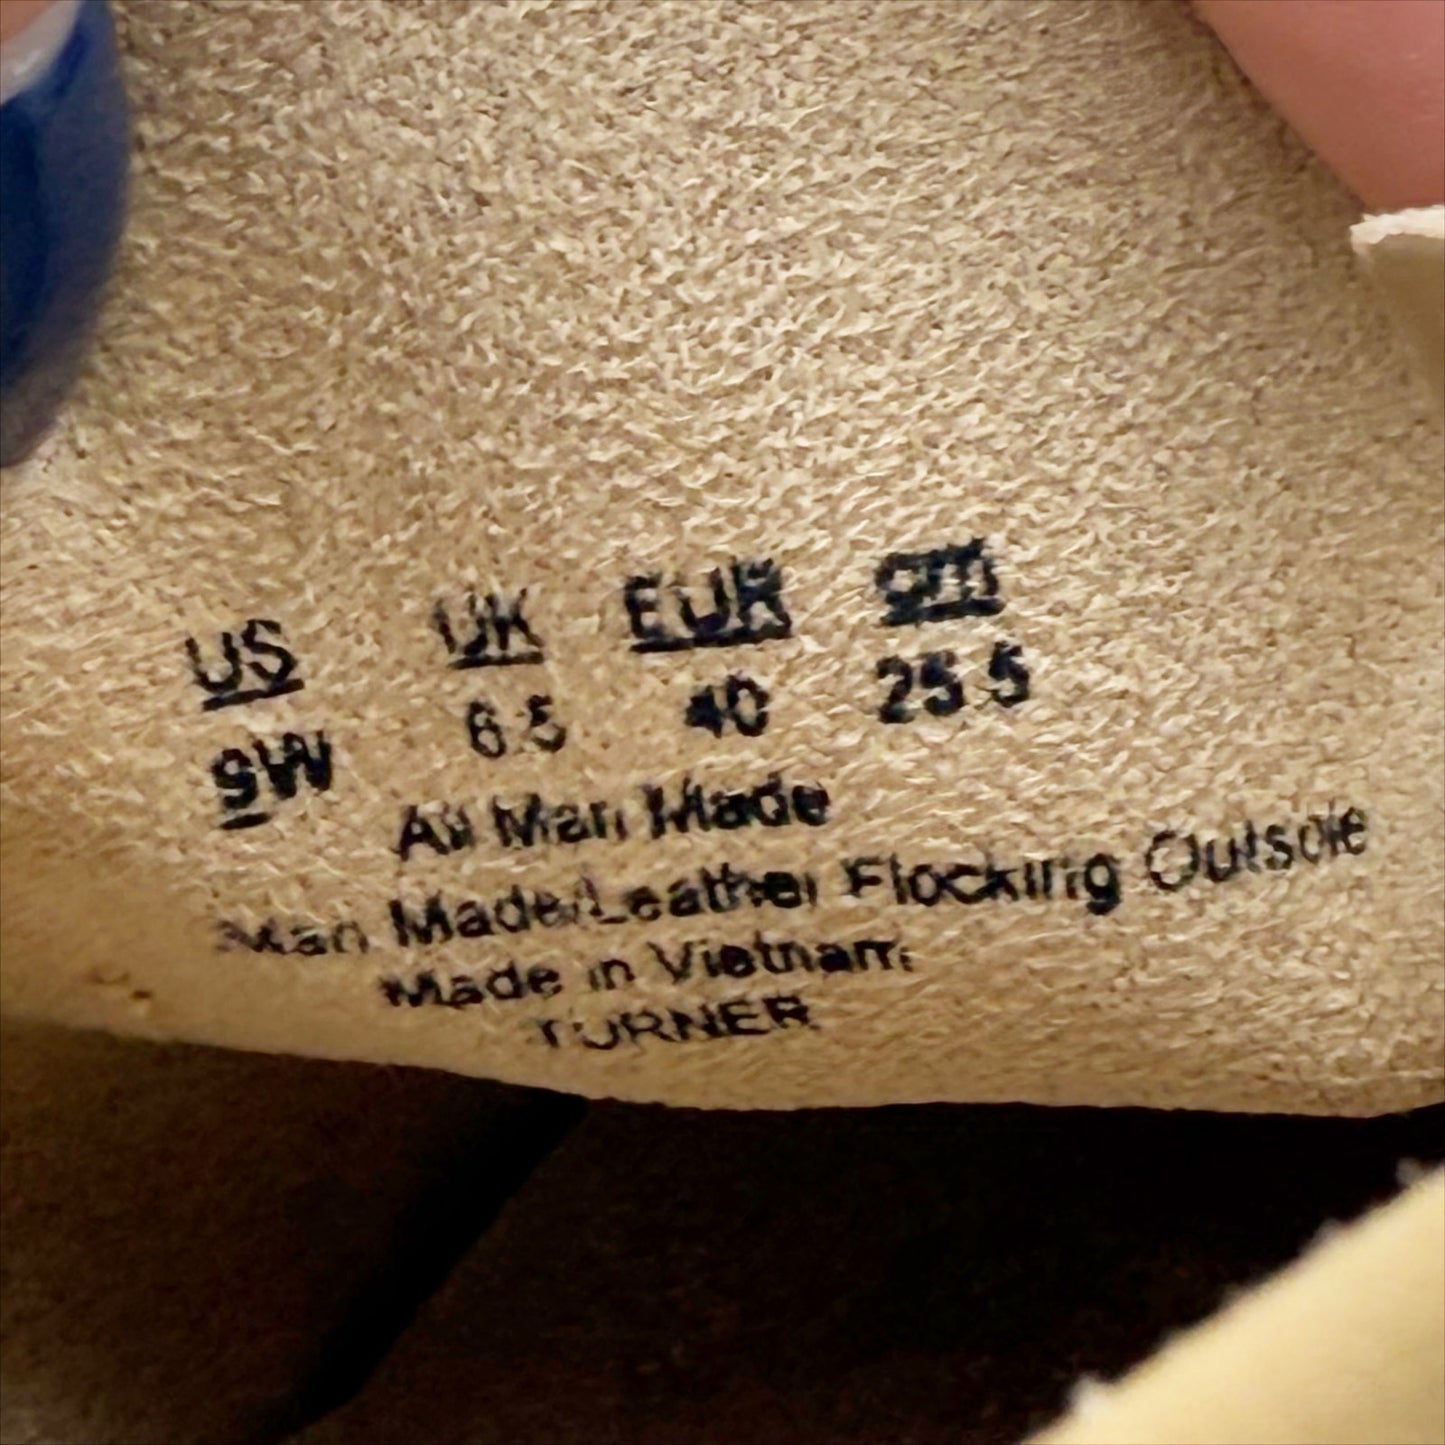 US UK EUR cm
9W 6.5 40 25.5
All Man Made
Man Made/Leather Flocking Outsole
Made in Vietnam
TURNER